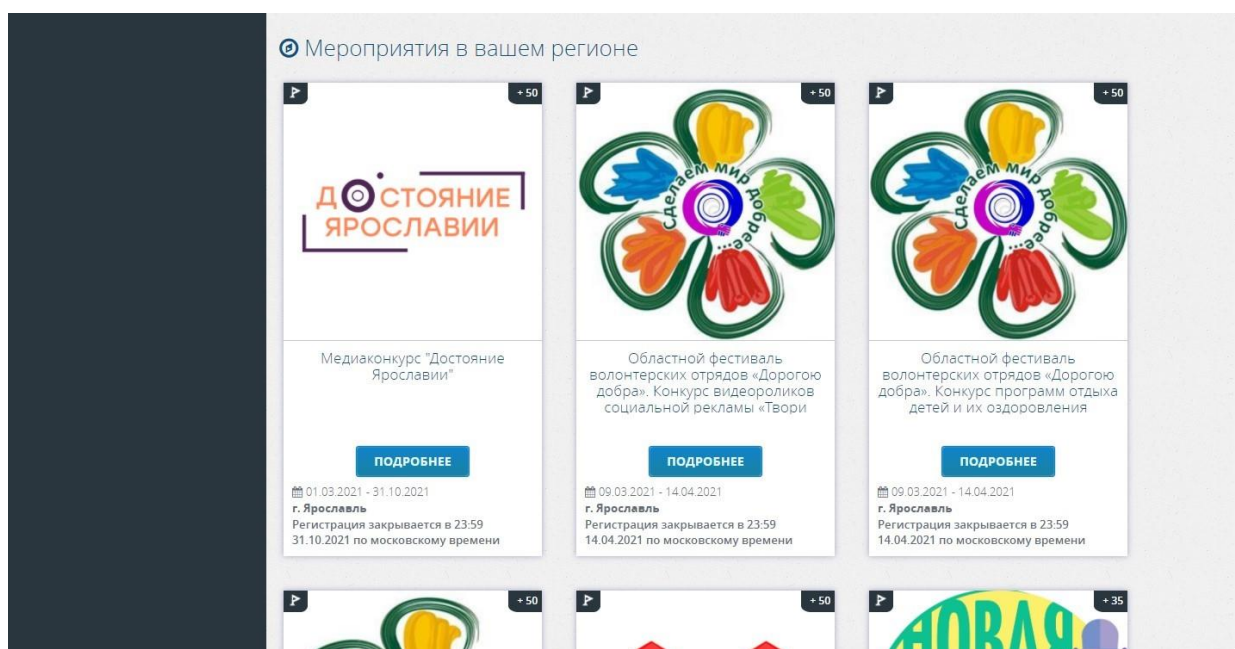 Мероприятия в вашем регионе
+ 50
+ 50
+ 50
ДОСТОЯНИЕ
ЯРОСЛАВИИ
Сделаем мир добрее...
Сделаем мир добрее...
Медиаконкурс "Достояние
Ярославии"
Областной фестиваль
волонтерских отрядов «Дорогою
добра». Конкурс видеороликов
социальной рекламы «Твори
Областной фестиваль
волонтерских отрядов «Дорогою
добра». Конкурс программ отдыха
детей и их оздоровления
ПОДРОБНЕЕ
ПОДРОБНЕЕ
ПОДРОБНЕЕ
01.03.2021 - 31.10.2021
г. Ярославль
Регистрация закрывается в 23:59
31.10.2021 по московскому времени
09.03.2021 - 14.04.2021
г. Ярославль
Регистрация закрывается в 23:59
14.04.2021 по московскому времени
09.03.2021 - 14.04.2021
г. Ярославль
Регистрация закрывается в 23:59
14.04.2021 по московскому времени
+ 50
+ 50
+ 35
НОВАЯ